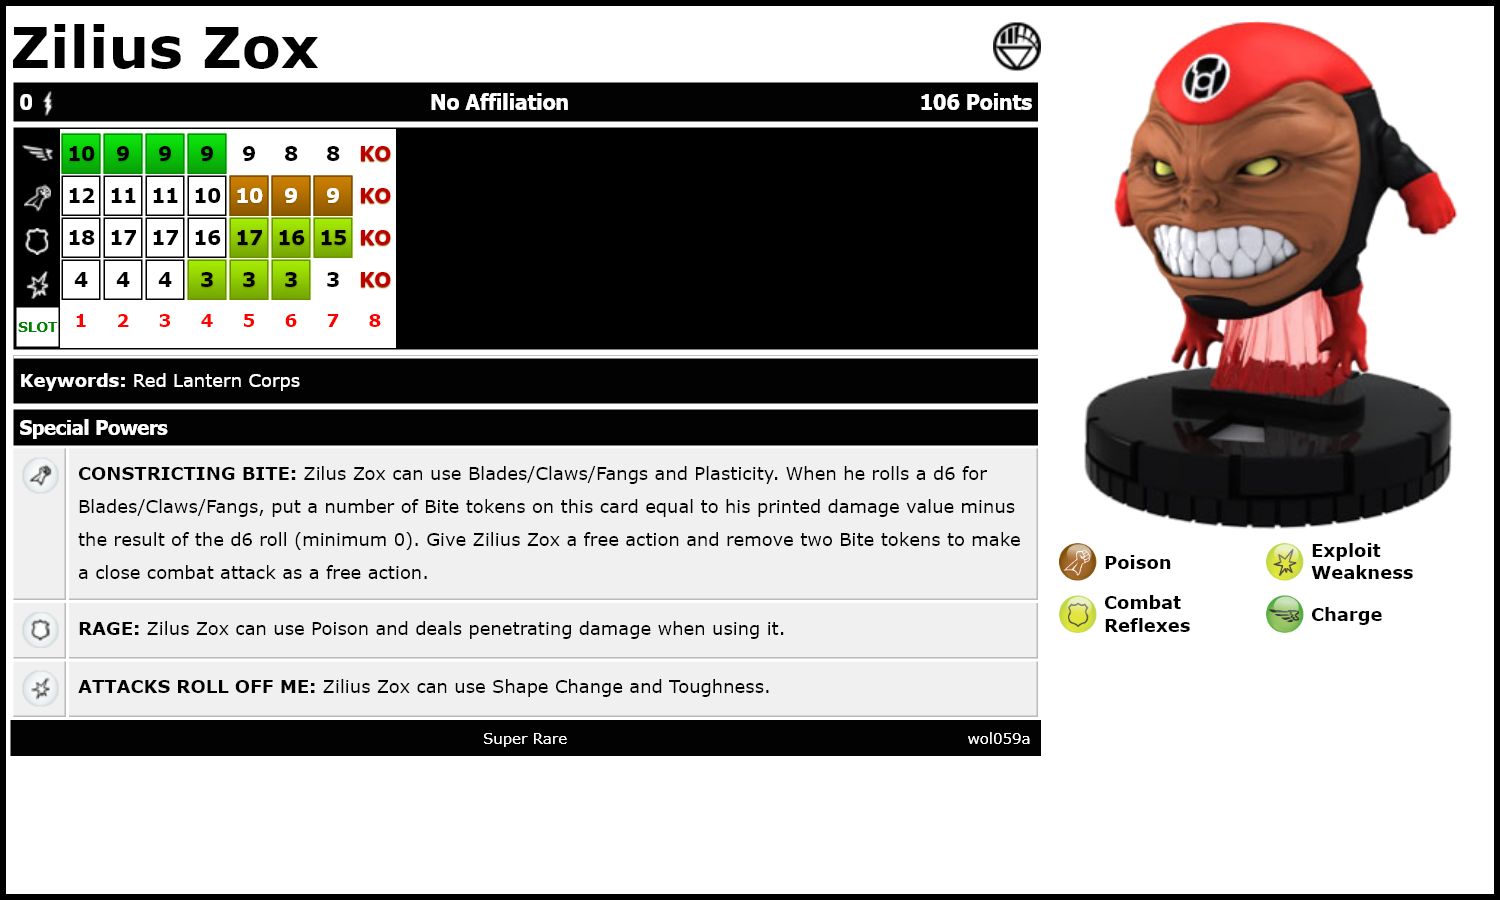 Zilius Zox
0 No Affiliation 106 Points
10 9 9 9 9 8 8 KO
12 11 11 10 10 9 9 KO
18 17 17 16 17 16 15 KO
4 4 4 3 3 3 3 KO
SLOT 1 2 3 4 5 6 7 8
Keywords: Red Lantern Corps
Special Powers
CONSTRICTING BITE: Zilus Zox can use Blades/Claws/Fangs and Plasticity. When he rolls a d6 for
Blades/Claws/Fangs, put a number of Bite tokens on this card equal to his printed damage value minus
the result of the d6 roll (minimum 0). Give Zilius Zox a free action and remove two Bite tokens to make
a close combat attack as a free action.
RAGE: Zilus Zox can use Poison and deals penetrating damage when using it.
ATTACKS ROLL OFF ME: Zilius Zox can use Shape Change and Toughness.
Super Rare wol059a
Poison
Exploit
Weakness
Combat
Reflexes
Charge